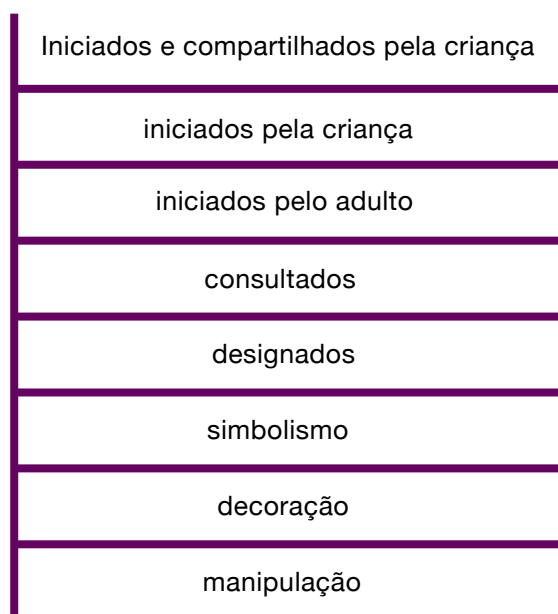 Iniciados e compartilhados pela criança
iniciados pela criança
iniciados pelo adulto
consultados
designados
simbolismo
decoração
manipulação